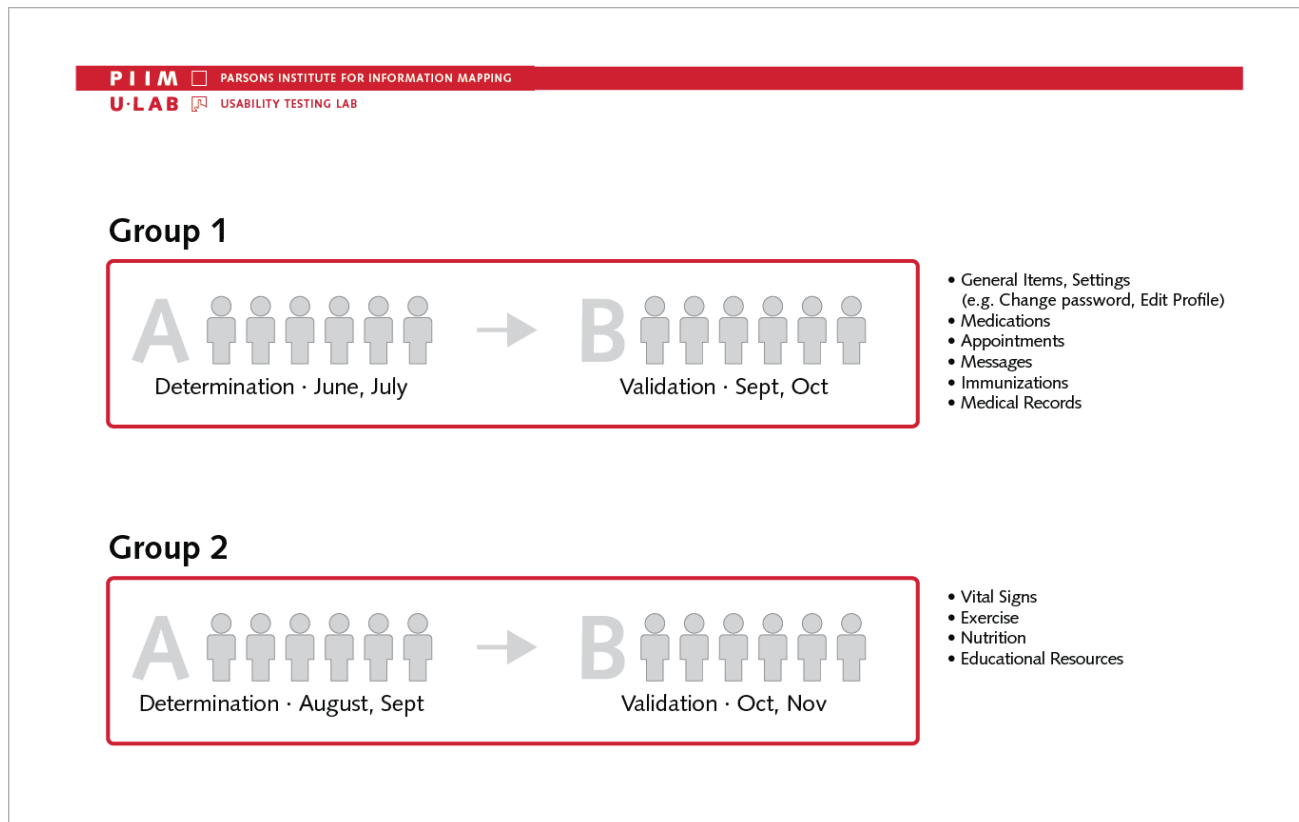 PIIM PARSONS INSTITUTE FOR INFORMATION MAPPING
U·LAB USABILITY TESTING LAB
Group 1
A
Determination · June, July
B
Validation · Sept, Oct
• General Items, Settings
(e.g. Change password, Edit Profile)
• Medications
• Appointments
• Messages
• Immunizations
• Medical Records
Group 2
A
Determination · August, Sept
B
Validation · Oct, Nov
• Vital Signs
• Exercise
• Nutrition
• Educational Resources